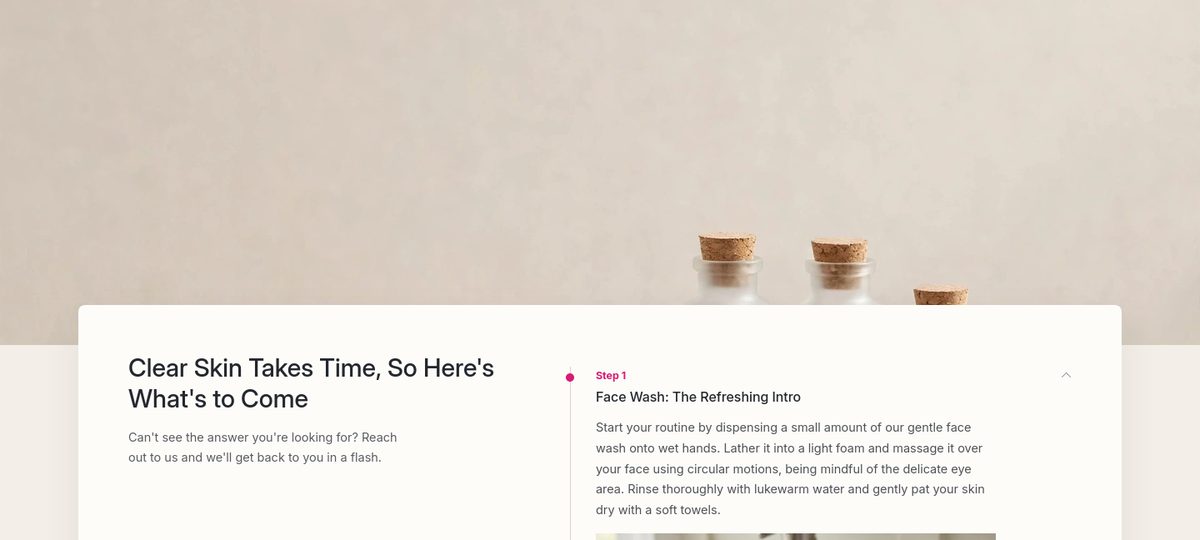 Clear Skin Takes Time, So Here's
What's to Come
Can't see the answer you're looking for? Reach
out to us and we'll get back to you in a flash.
Step 1
Face Wash: The Refreshing Intro
Start your routine by dispensing a small amount of our gentle face
wash onto wet hands. Lather it into a light foam and massage it over
your face using circular motions, being mindful of the delicate eye
area. Rinse thoroughly with lukewarm water and gently pat your skin
dry with a soft towels.